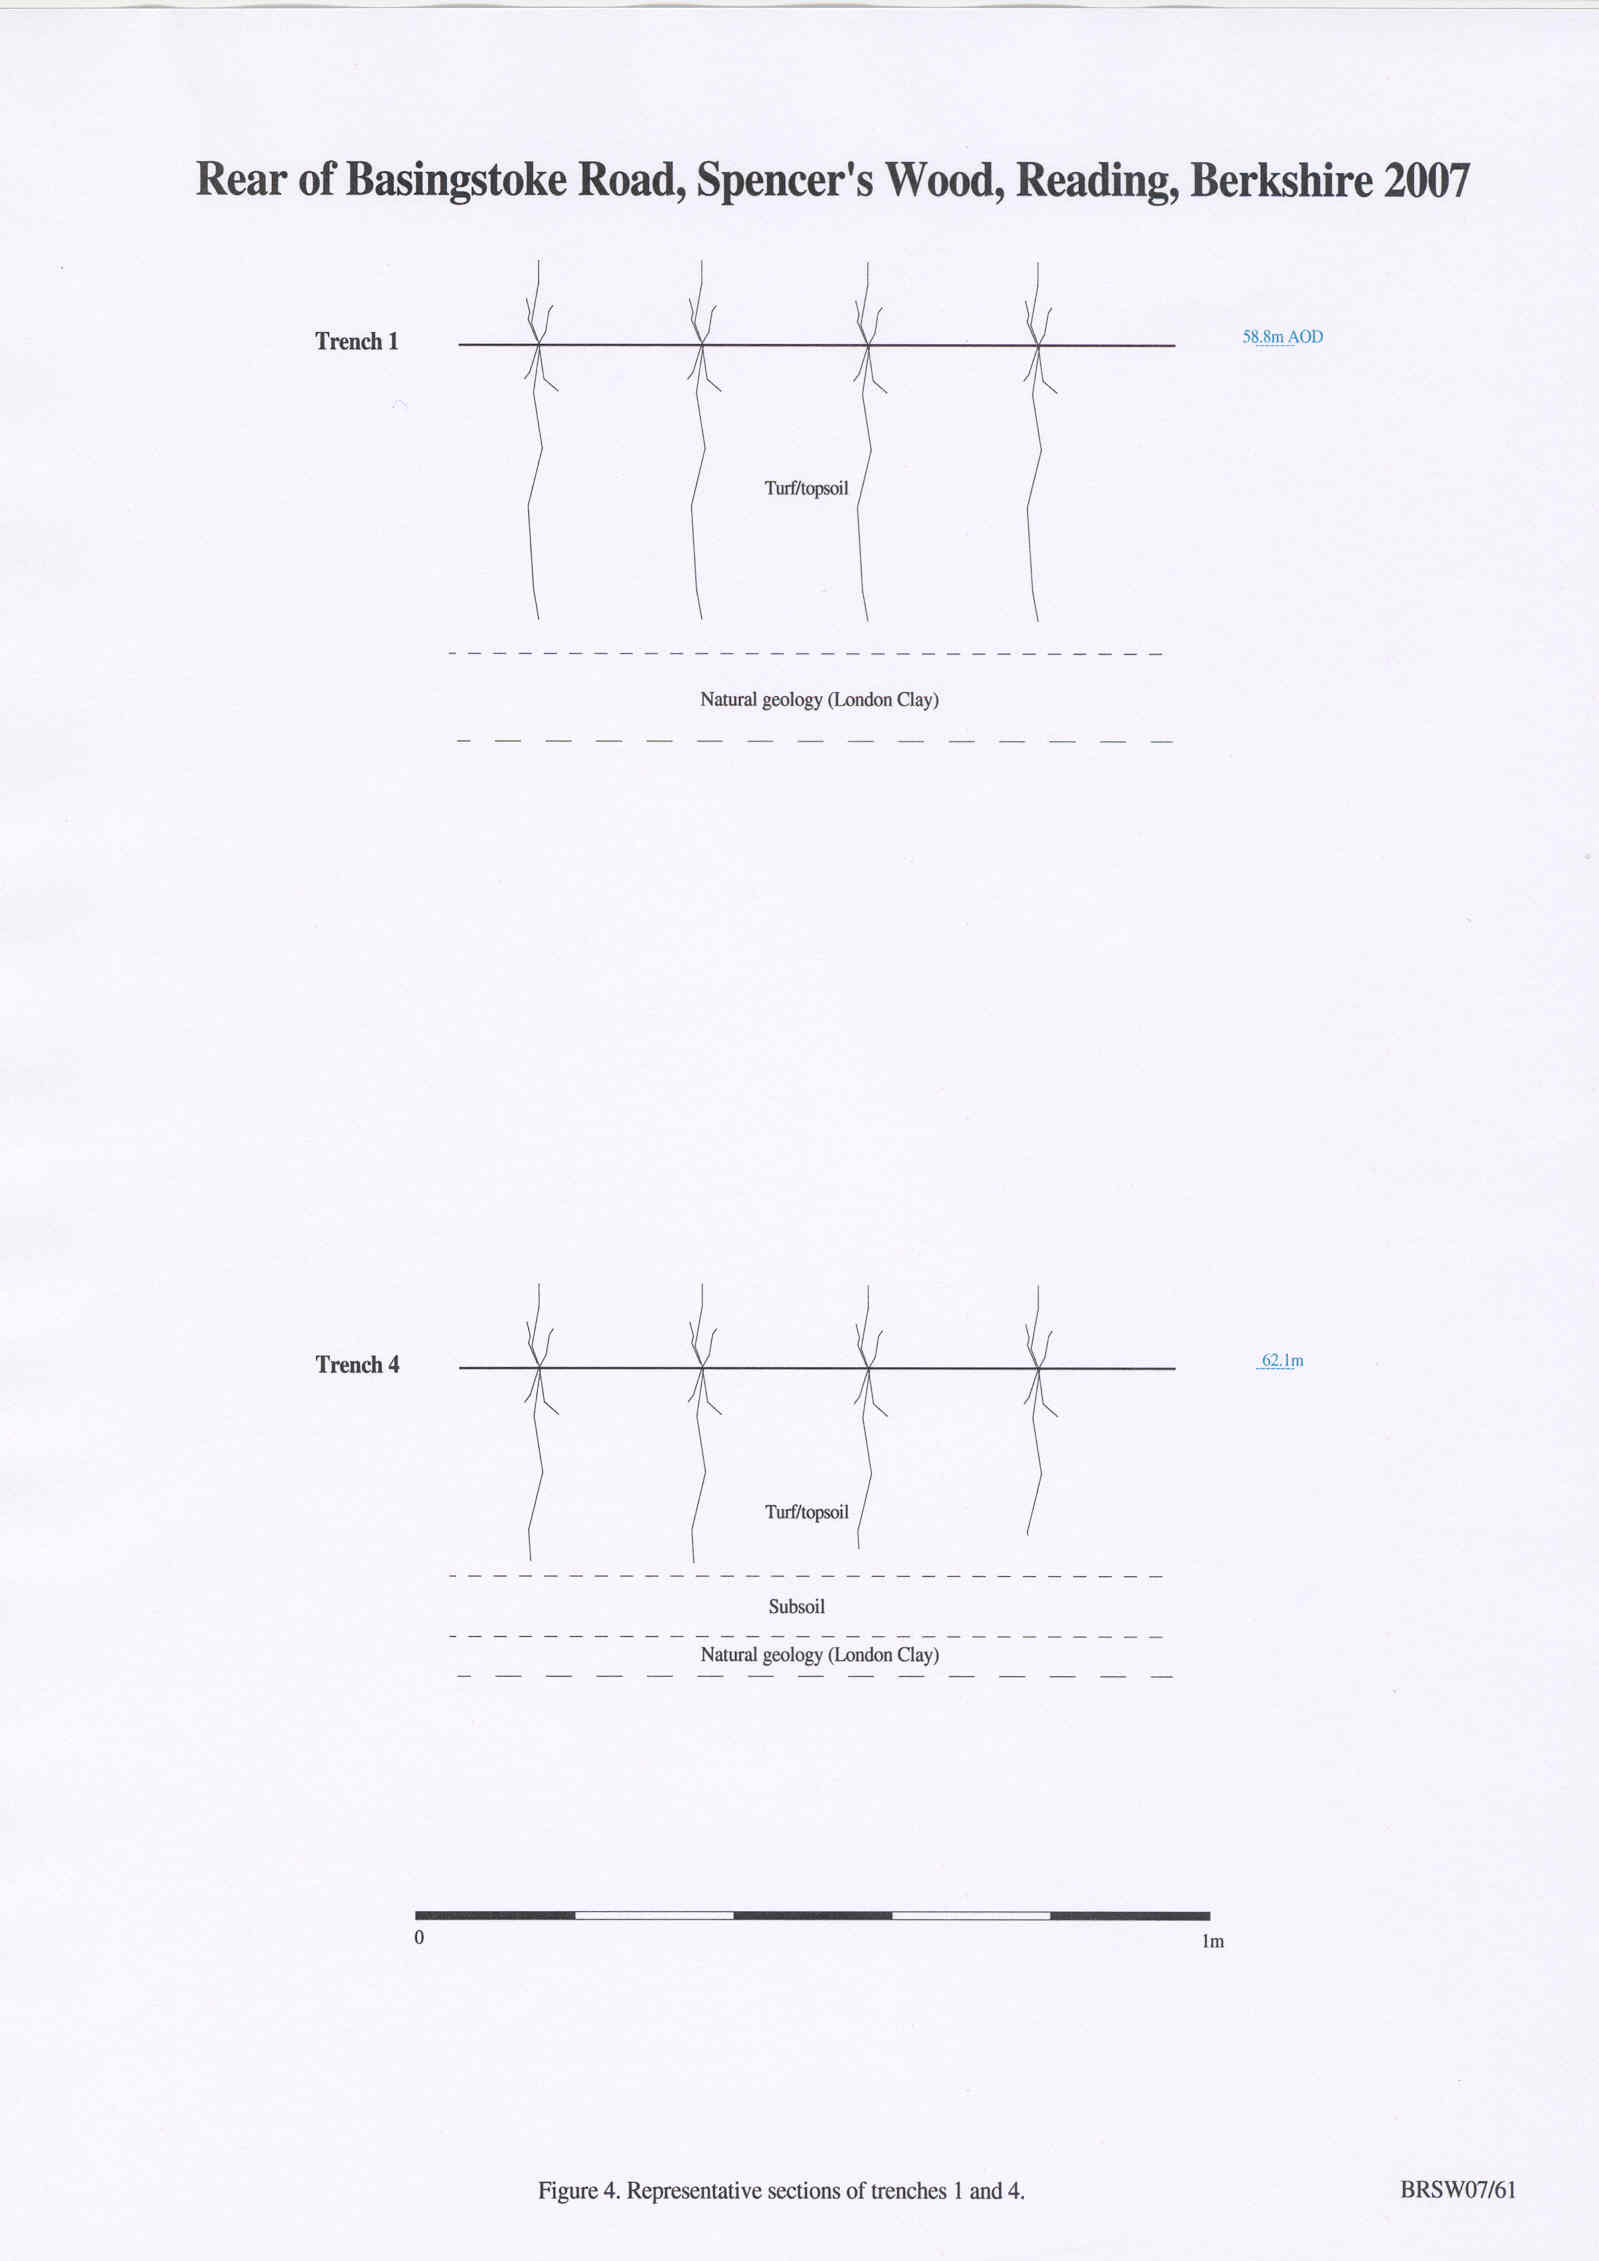 Rear of Basingstoke Road, Spencer's Wood, Reading, Berkshire 2007
Trench 1
58.8m AOD
Turf/topsoil
Natural geology (London Clay)
Trench 4
62.1m
Turf/topsoil
Subsoil
Natural geology (London Clay)
0
1m
Figure 4. Representative sections of trenches 1 and 4.
BRSW07/61